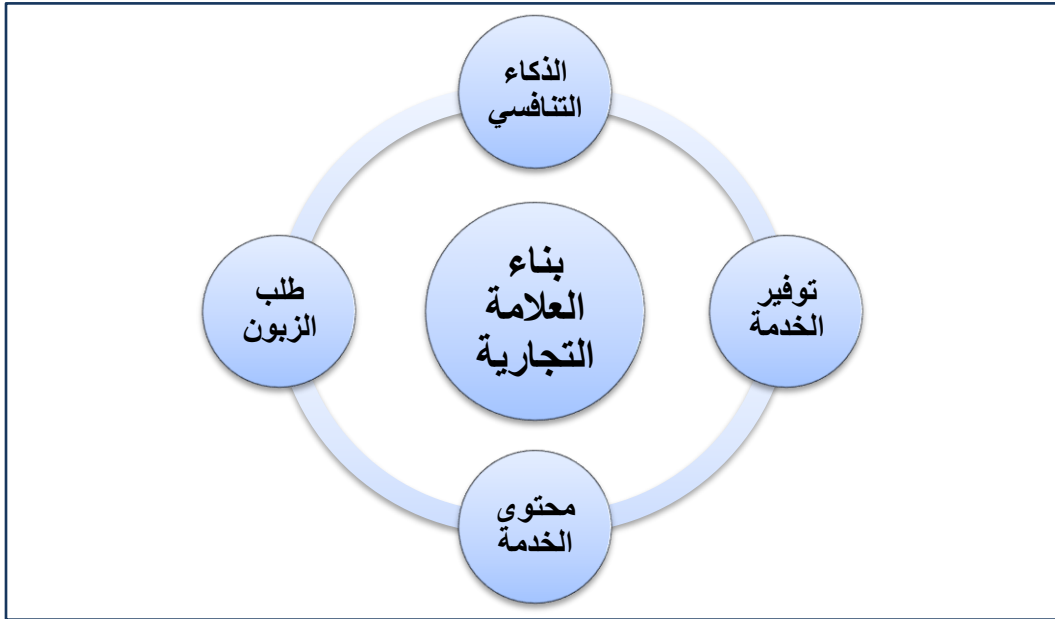 الذكاء
التنافسي
توفير
الخدمة
بناء
العلامة
التجارية
طلب
الزبون
محتوى
الخدمة